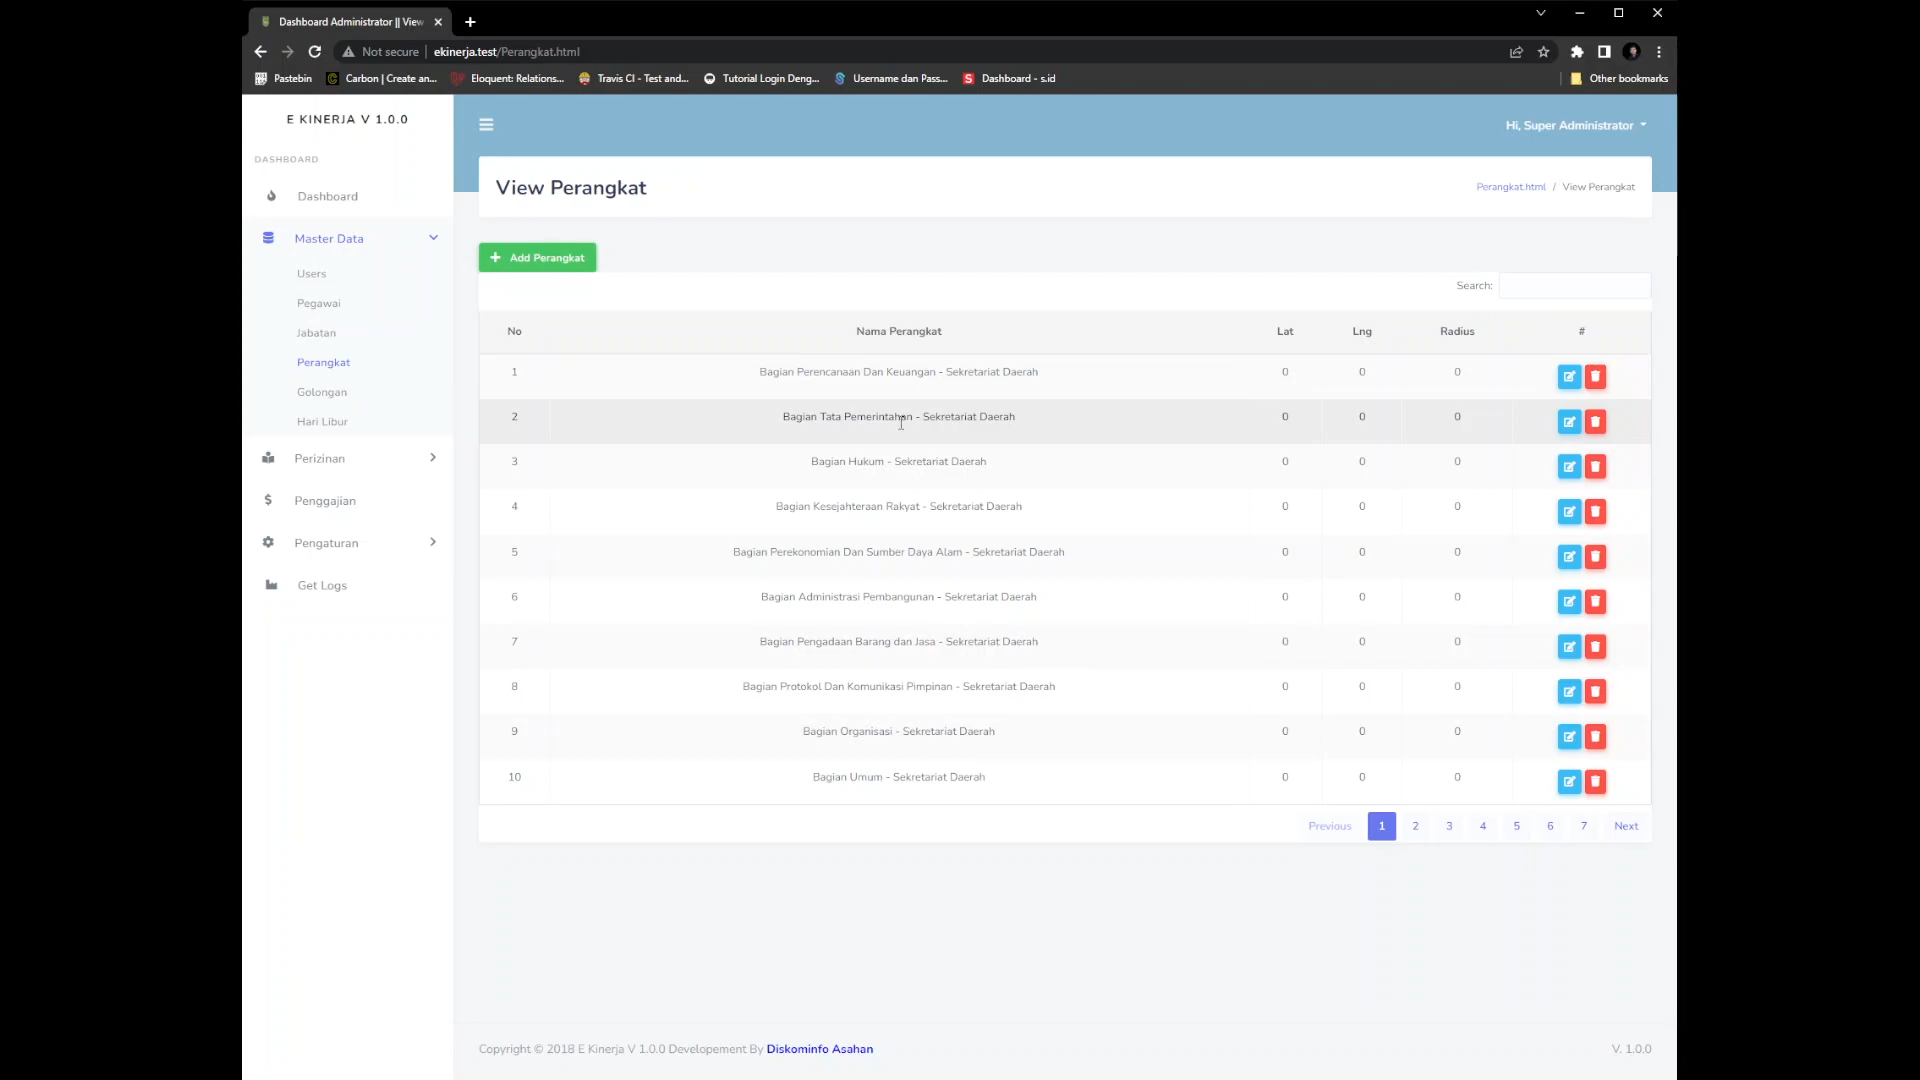 Dashboard Administrator || View
Not secure
ekinerja.test/Perangkat.html
Pastebin
Carbon | Create an...
Eloquent: Relations...
Travis CI - Test and...
Tutorial Login Deng...
Username dan Pass...
S
Dashboard - s.id
Other bookmarks
E KINERJA V 1.0.0
DASHBOARD
Dashboard
Master Data
Users
Pegawai
Jabatan
Perangkat
Golongan
Hari Libur
Perizinan
Penggajian
Pengaturan
Get Logs
Hi, Super Administrator
View Perangkat
Perangkat.html / View Perangkat
+ Add Perangkat
Search:
No Nama Perangkat Lat Lng Radius #
1 Bagian Perencanaan Dan Keuangan - Sekretariat Daerah 0 0 0
2 Bagian Tata Pemerintahan - Sekretariat Daerah 0 0 0
3 Bagian Hukum - Sekretariat Daerah 0 0 0
4 Bagian Kesejahteraan Rakyat - Sekretariat Daerah 0 0 0
5 Bagian Perekonomian Dan Sumber Daya Alam - Sekretariat Daerah 0 0 0
6 Bagian Administrasi Pembangunan - Sekretariat Daerah 0 0 0
7 Bagian Pengadaan Barang dan Jasa - Sekretariat Daerah 0 0 0
8 Bagian Protokol Dan Komunikasi Pimpinan - Sekretariat Daerah 0 0 0
9 Bagian Organisasi - Sekretariat Daerah 0 0 0
10 Bagian Umum - Sekretariat Daerah 0 0 0
Previous 1 2 3 4 5 6 7 Next
Copyright © 2018 E Kinerja V 1.0.0 Developement By Diskominfo Asahan
V. 1.0.0